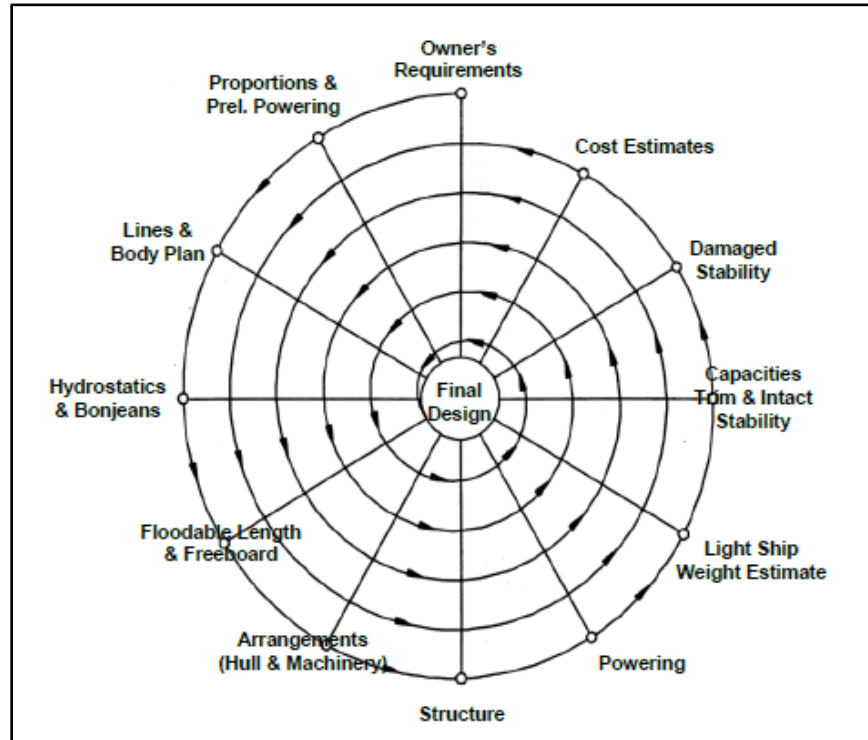 Owner's
Requirements
Proportions &
Prel. Powering
Lines &
Body Plan
Hydrostatics
& Bonjeans
Floodable Length
& Freeboard
Arrangements
(Hull & Machinery)
Structure
Powering
Light Ship
Weight Estimate
Capacities
Trim & Intact
Stability
Damaged
Stability
Cost Estimates
Final
Design